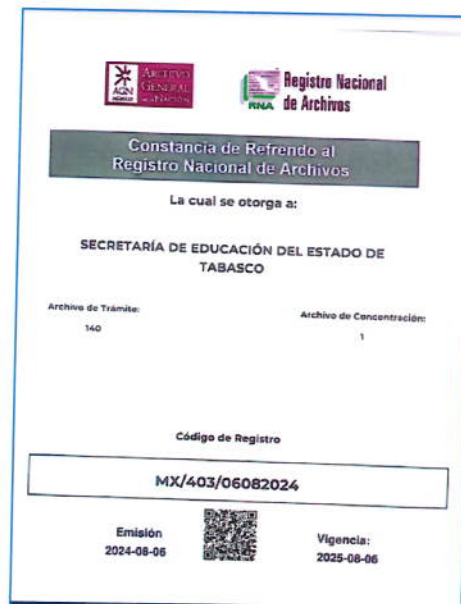 AGN
ARCHIVO
GENERAL
DE LA NACIÓN
RNA
Registro Nacional
de Archivos
Constancia de Refrendo al
Registro Nacional de Archivos
La cual se otorga a:
SECRETARÍA DE EDUCACIÓN DEL ESTADO DE
TABASCO
Archivo de Trámite:
140
Archivo de Concentración:
1
Código de Registro
MX/403/06082024
Emisión
2024-08-06
Vigencia:
2025-08-06